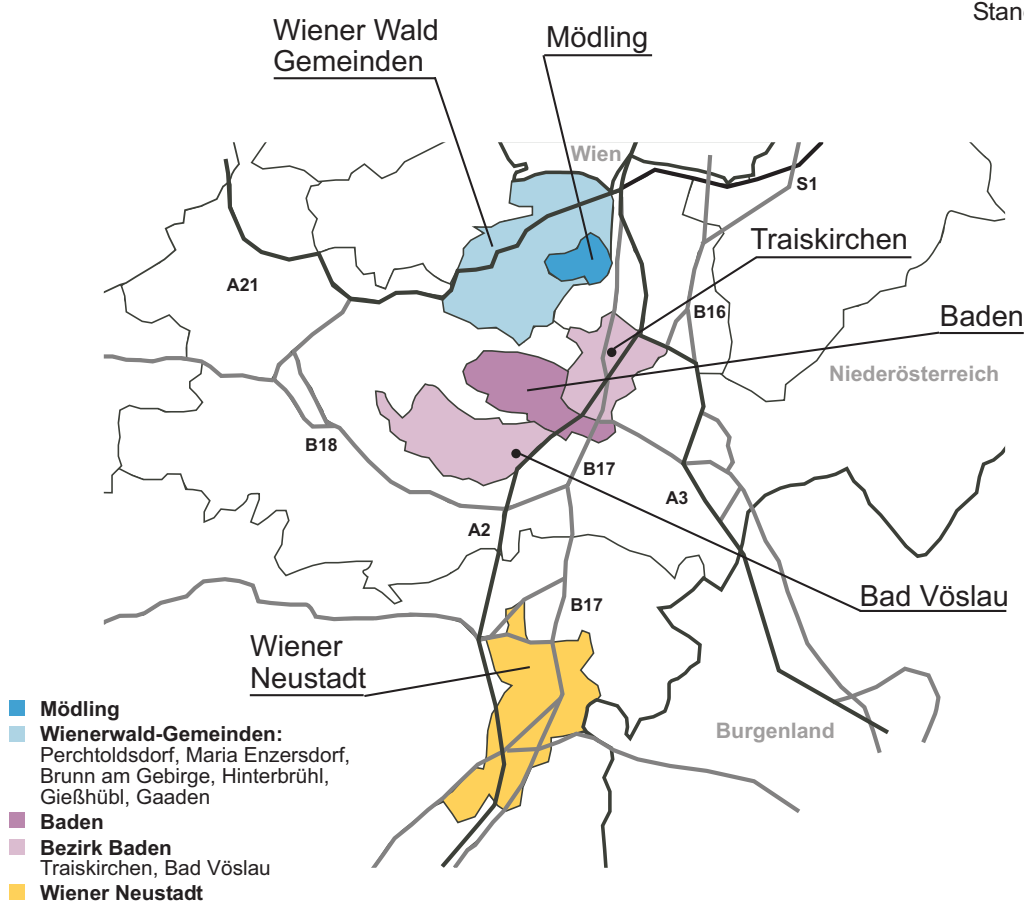 Stan
Wiener Wald
Gemeinden
Mödling
Wien
S1
Traiskirchen
A21
B16
Baden
Niederösterreich
B18
B17
A3
A2
Bad Vöslau
B17
Wiener
Neustadt
Burgenland
Mödling
Wienerwald-Gemeinden:
Perchtoldsdorf, Maria Enzersdorf,
Brunn am Gebirge, Hinterbrühl,
Gießhübl, Gaaden
Baden
Bezirk Baden
Traiskirchen, Bad Vöslau
Wiener Neustadt